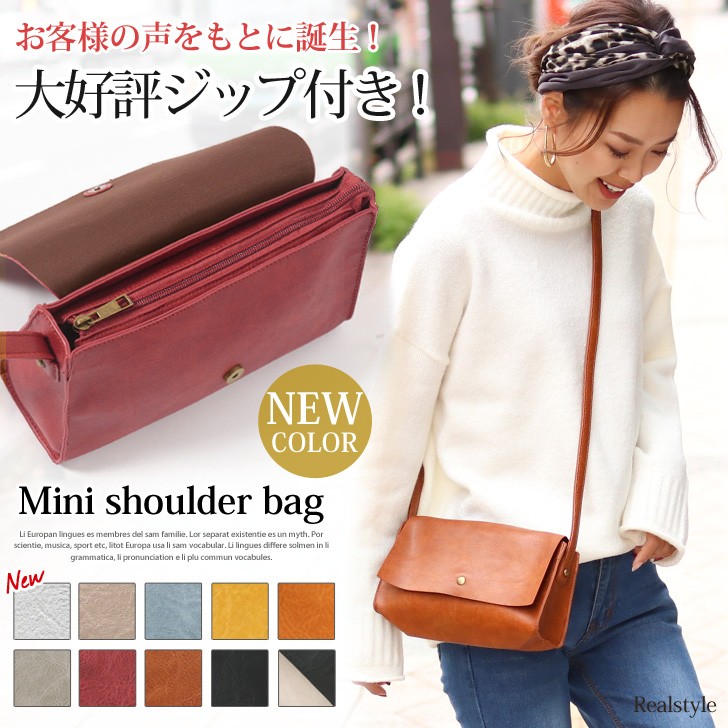 お客様の声をもとに誕生！
大好評ジップ付き！
NEW
COLOR
Mini shoulder bag
Li Europan lingues es membres del sam familie. Lor separat existentie es un myth. Por
scientie, musica, sport etc, litot Europa usa li sam vocabular. Li lingues differe solmen in li
grammatica, li pronunciation e li plu commun vocabules.
New
Realstyle